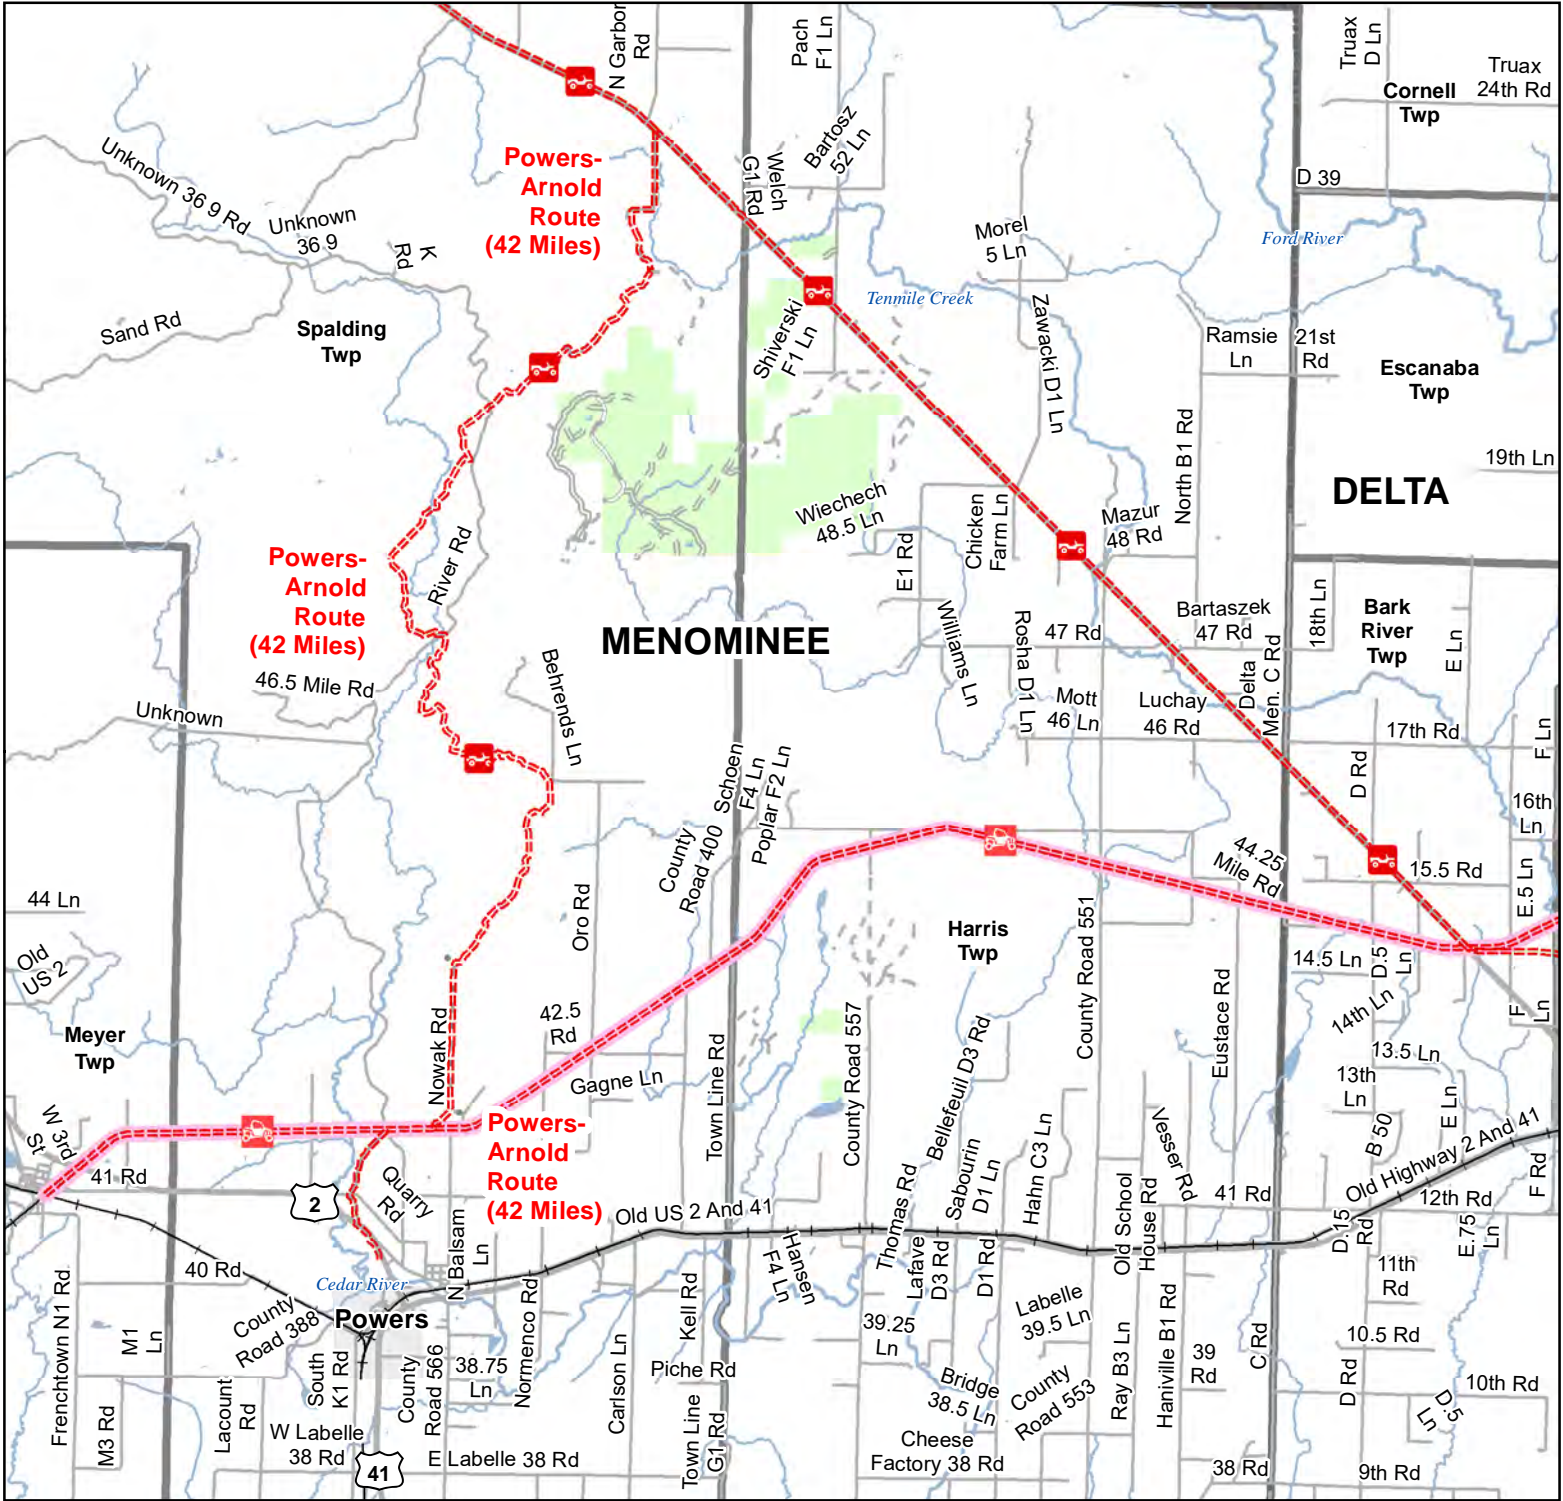 N Garbor
Rd
Pach
F1 Ln
Truax
D Ln
Truax
24th Rd
Cornell
Twp
Unknown 36 9 Rd
Powers-
Arnold
Route
(42 Miles)
Welch
G1 Rd
Bartosz
52 Ln
D 39
Unknown
36.9
K
Rd
Morel
5 Ln
Ford River
Sand Rd
Spalding
Twp
Tenmile Creek
Shiverski
F1 Ln
Zawacki D1 Ln
Ramsie
Ln
21st
Rd
Escanaba
Twp
North B1 Rd
19th Ln
DELTA
Wiechech
48.5 Ln
Chicken
Farm Ln
Mazur
48 Rd
E1 Rd
Powers-
Arnold
Route
(42 Miles)
River Rd
MENOMINEE
Williams Ln
Rosha D1 Ln
47 Rd
Bartaszek
47 Rd
18th Ln
Bark
River
Twp
E Ln
46.5 Mile Rd
Behrends Ln
Mott
46 Ln
Luchay
46 Rd
Delta
Men. C Rd
Unknown
17th Rd
F Ln
D Rd
Schoen
F4 Ln
Poplar F2 Ln
16th
Ln
County
Road 400
44.25
Mile Rd
15.5 Rd
E.5 Ln
44 Ln
Oro Rd
Harris
Twp
County Road 551
Old
US 2
14.5 Ln
D.5
Ln
14th Ln
F
Ln
Meyer
Twp
Nowak Rd
42.5
Rd
Gagne Ln
Town Line Rd
County Road 557
Bellefeuil D3 Rd
Eustace Rd
13.5 Ln
13th
Ln
W 3rd
St
Powers-
Arnold
Route
(42 Miles)
Hahn C3 Ln
Vesser Rd
B 50
E Ln
Old Highway 2 And 41
41 Rd
2
Quarry
Rd
N Balsam
Ln
Old US 2 And 41
Thomas Rd
Sabourin
D1 Ln
Old School
House Rd
41 Rd
12th Rd
F Rd
D.15
Rd
E.75
Ln
Hansen
F4 Ln
Lafave
D3 Rd
D1 Rd
40 Rd
Cedar River
Powers
11th
Rd
Frenchtown N1 Rd
M1
Ln
County
Road 388
Normenco Rd
Kell Rd
39.25
Ln
Labelle
39.5 Ln
Haniville B1 Rd
C Rd
10.5 Rd
South
K1 Rd
County
Road 566
38.75
Ln
Carlson Ln
Piche Rd
Bridge
38.5 Ln
County
Road 553
Ray B3 Ln
39
Rd
D Rd
10th Rd
D.5
Ln
M3 Rd
Lacount
Rd
W Labelle
38 Rd
41
E Labelle 38 Rd
Town Line
G1 Rd
Cheese
Factory 38 Rd
38 Rd
9th Rd